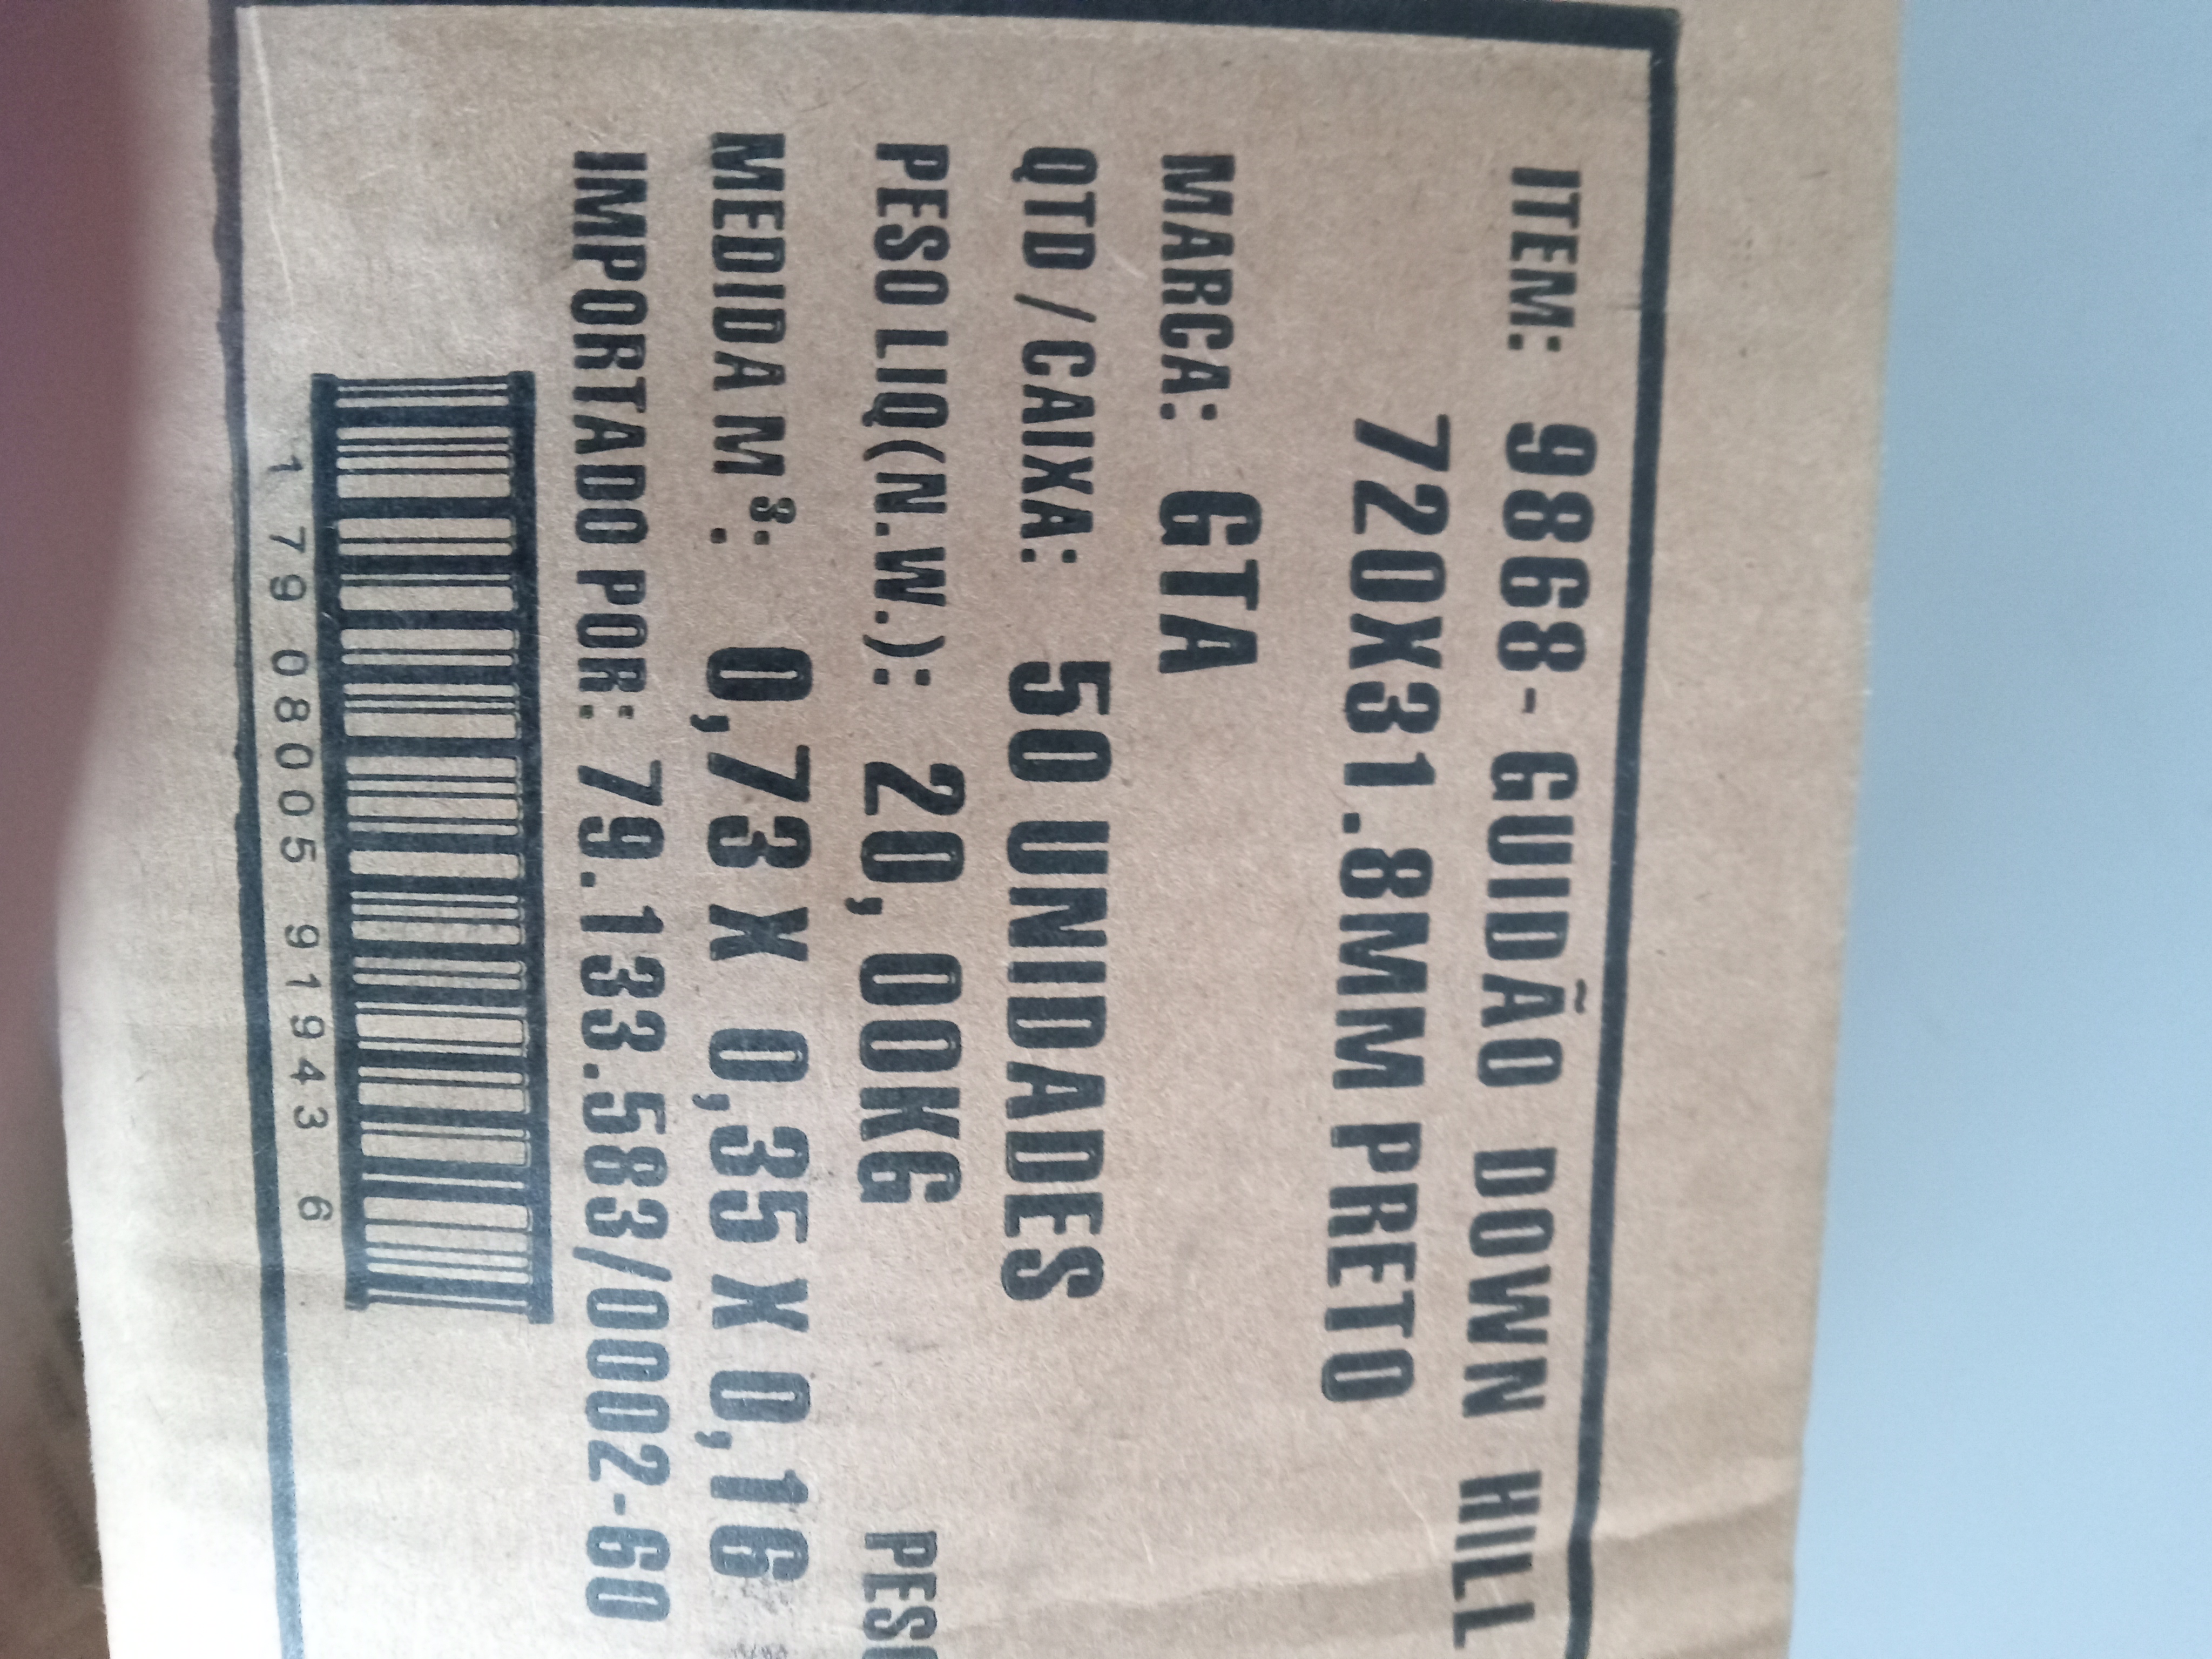 ITEM: 9868- GUIDÃO DOWN HILL
720X31.8MM PRETO
MARCA: GTA
QTD / CAIXA: 50 UNIDADES
PESO LIQ(N.W.): 20, 00KG
MEDIDA M³: 0,73 X 0,35 X 0,16
IMPORTADO POR: 79.133.583/0002-60
1 79 08005 91943 6